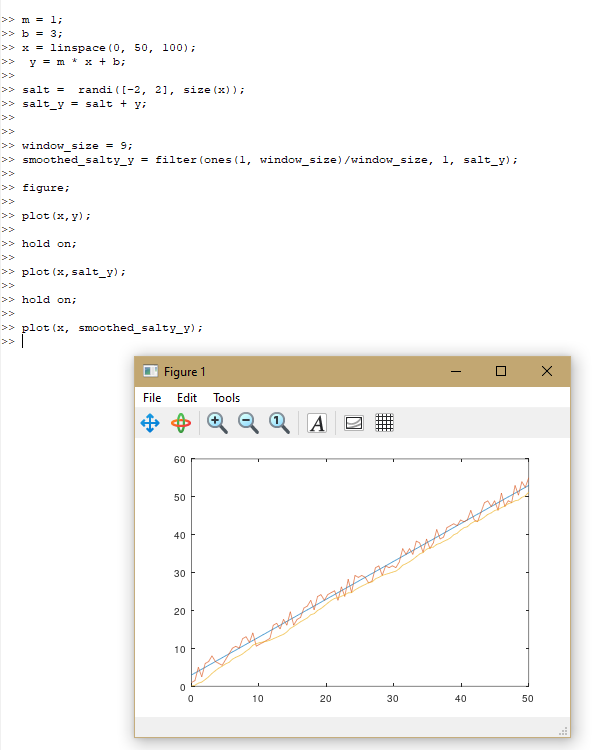 >> m = 1;
>> b = 3;
>> x = linspace(0, 50, 100);
>>  y = m * x + b;
>>
>> salt =  randi([-2, 2], size(x));
>> salt_y = salt + y;
>>
>>
>> window_size = 9;
>> smoothed_salty_y = filter(ones(1, window_size)/window_size, 1, salt_y);
>>
>> figure;
>>
>> plot(x,y);
>>
>> hold on;
>>
>> plot(x,salt_y);
>>
>> hold on;
>>
>> plot(x, smoothed_salty_y);
>>
Figure 1
File Edit Tools
1 A
60
50
40
30
20
10
0
0 10 20 30 40 50